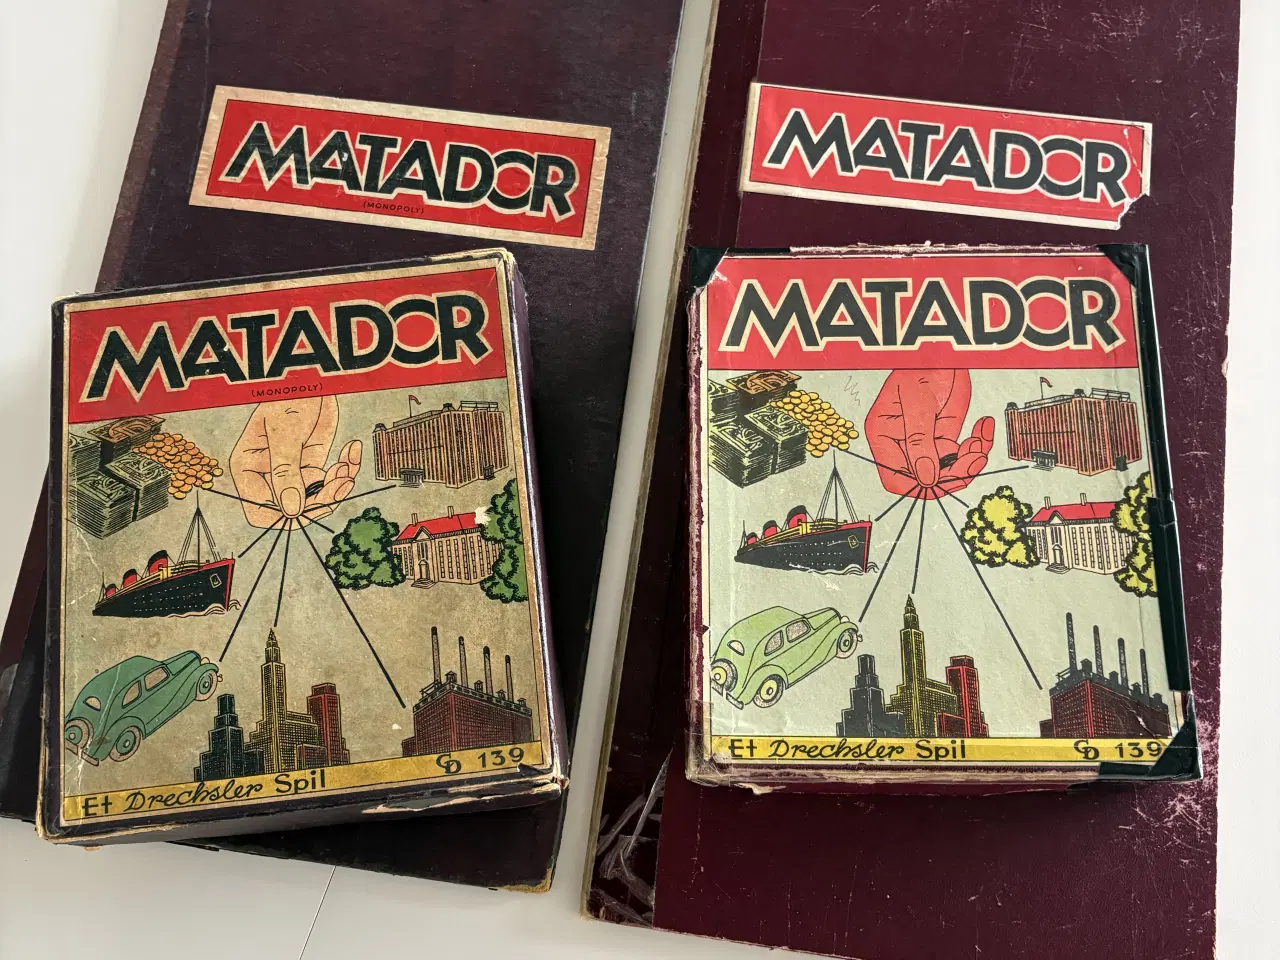 MATADOR
(MONOPOLY)
MATADOR
MATADOR
(MONOPOLY)
Et Drechsler Spil CD 139
MATADOR
Et Drechsler Spil CD 139